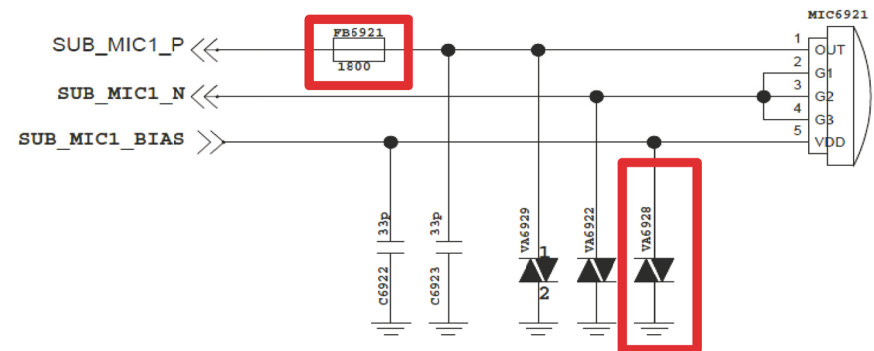 MIC6921
FB6921
SUB_MIC1_P
1800
1
OUT
2
G1
SUB_MIC1_N
3
G2
4
G3
SUB_MIC1_BIAS
5
VDD
33p
C6922
33p
C6923
VA6929
1
2
VA6922
VA6928